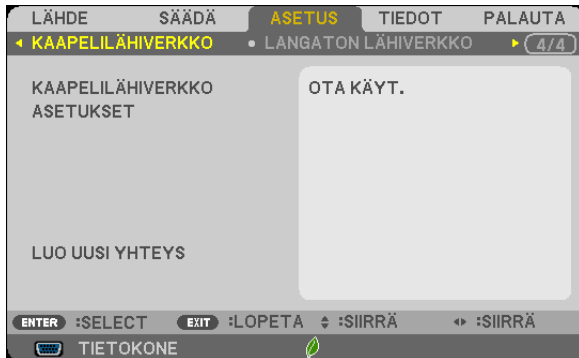 LÄHDE SÄÄDÄ ASETUS TIEDOT PALAUTA
KAAPELILÄHIVERKKO • LANGATON LÄHIVERKKO 4/4
KAAPELILÄHIVERKKO OTA KÄYT.
ASETUKSET
LUO UUSI YHTEYS
ENTER :SELECT EXIT :LOPETA :SIIRRÄ :SIIRRÄ
TIETOKONE